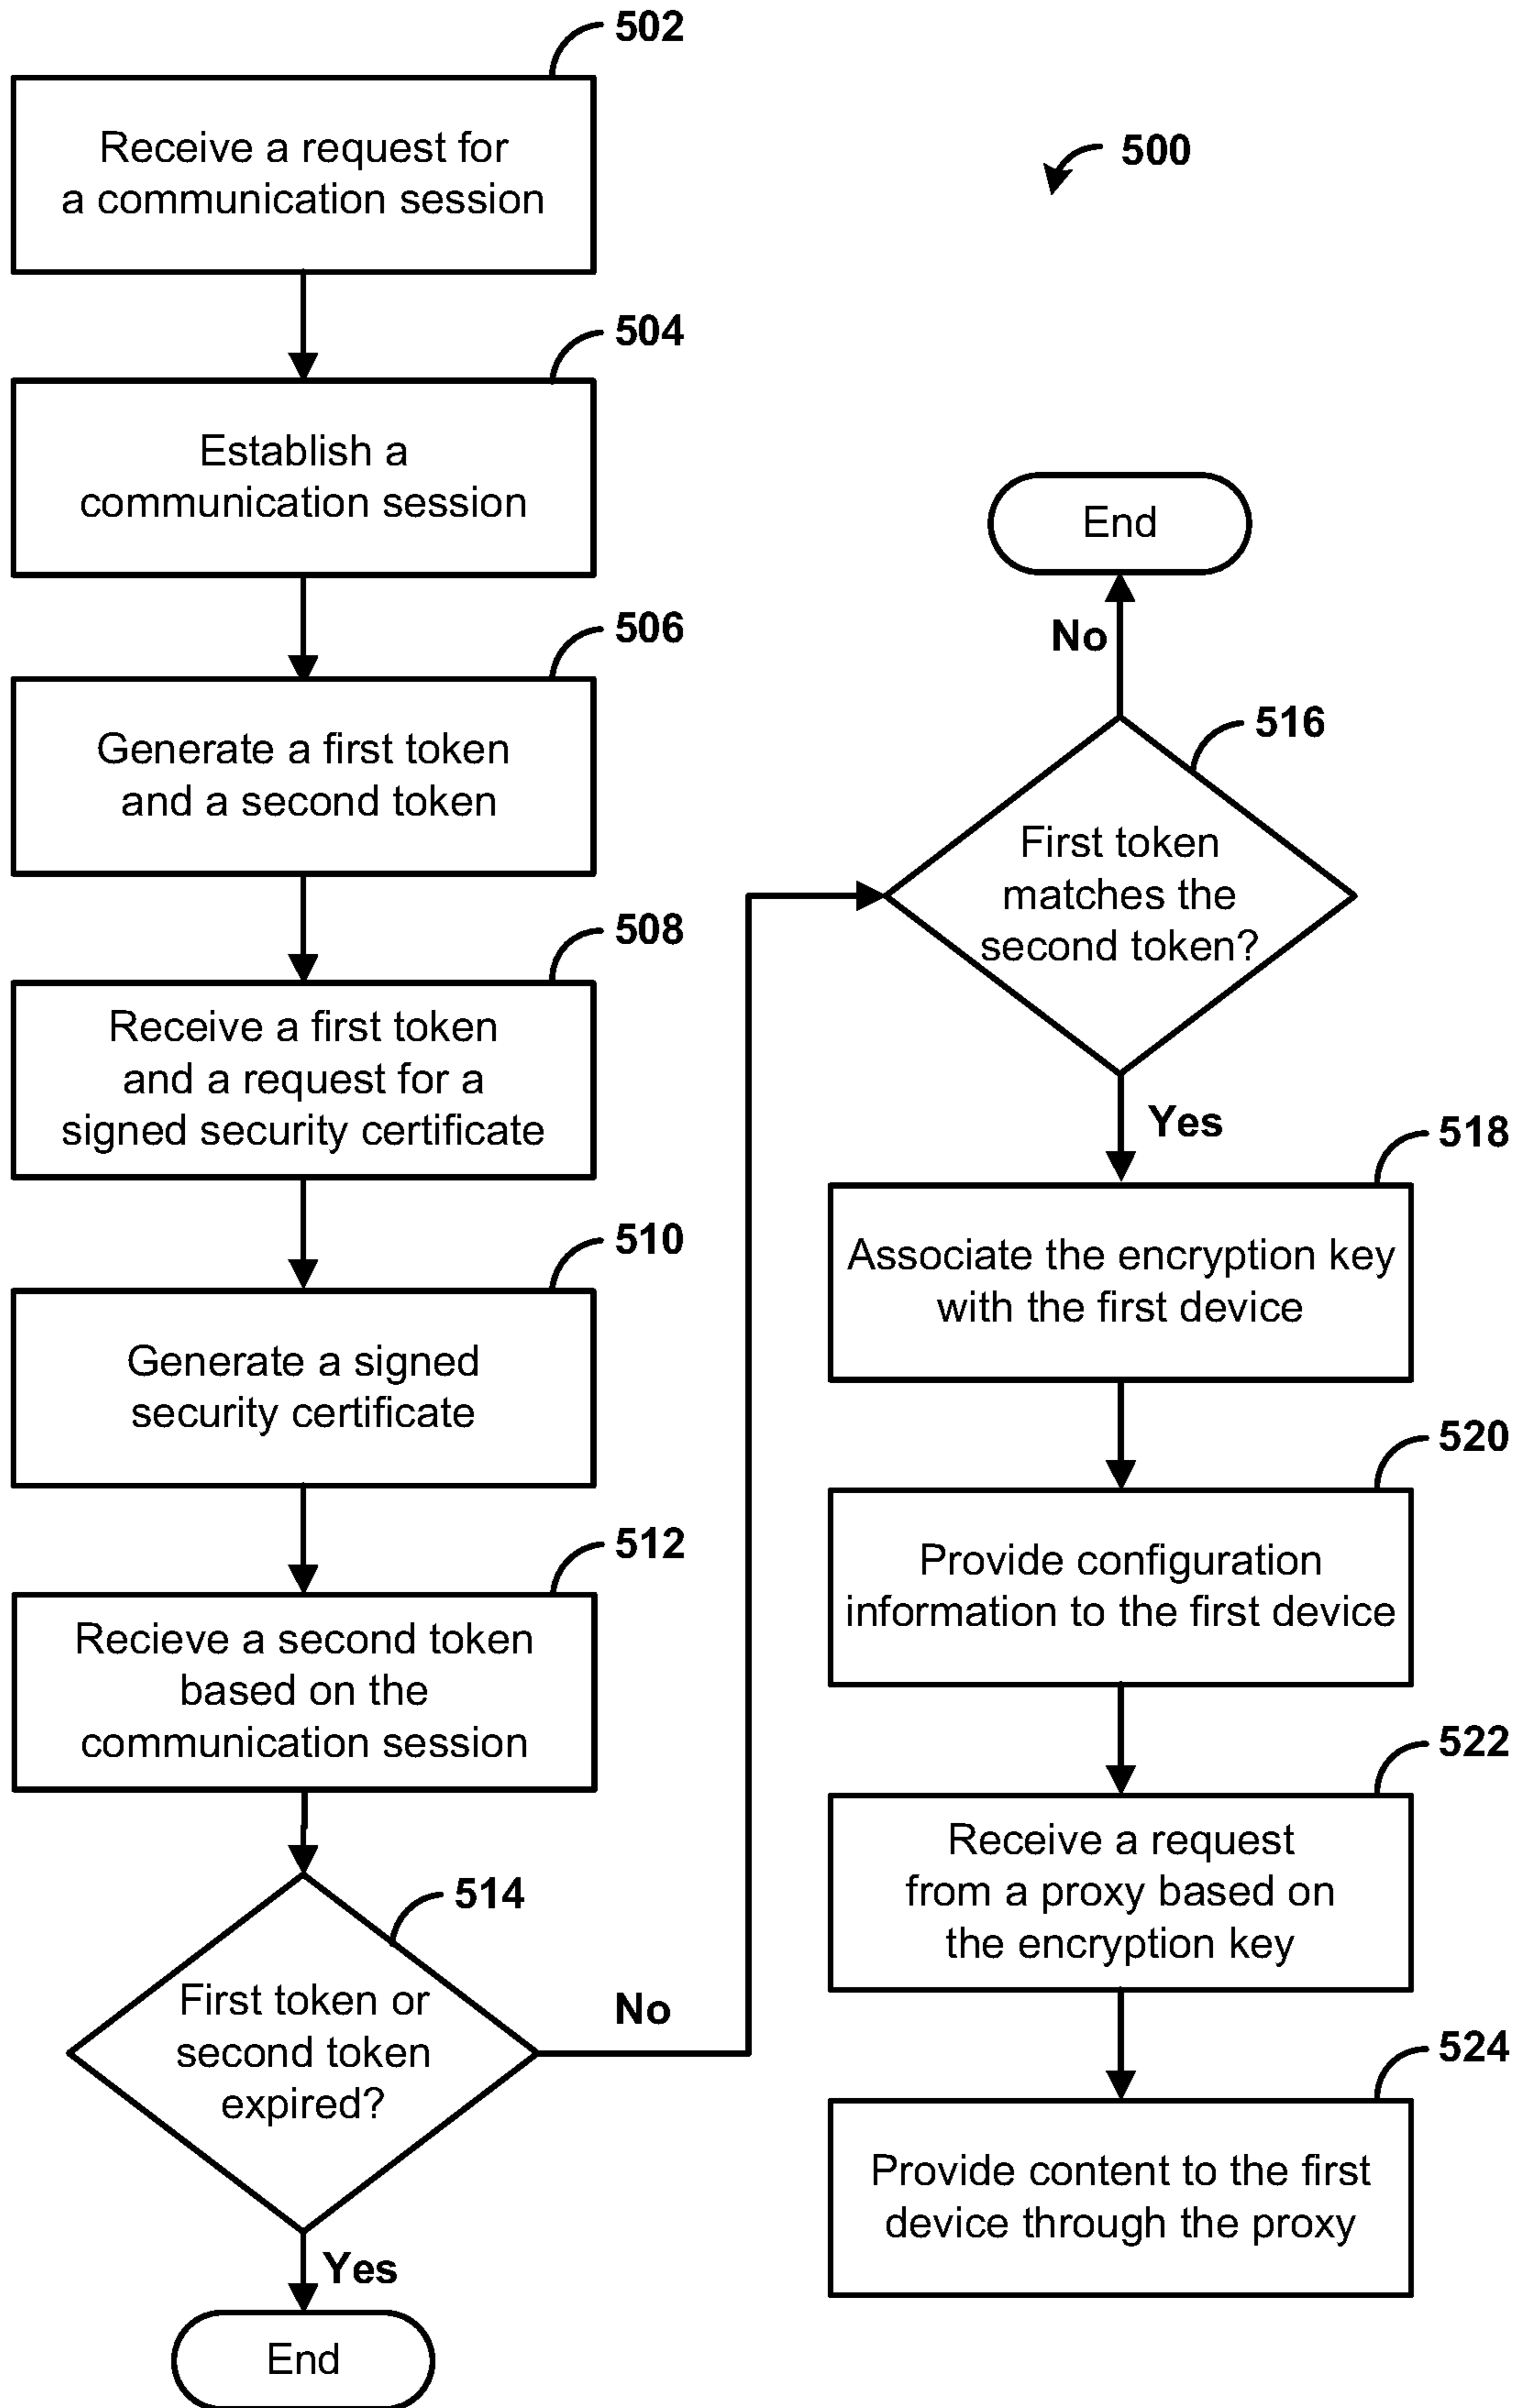 502
Receive a request for
a communication session
500
504
Establish a
communication session
506
Generate a first token
and a second token
508
Receive a first token
and a request for a
signed security certificate
510
Generate a signed
security certificate
512
Recieve a second token
based on the
communication session
514
First token or
second token
expired?
No
Yes
End
End
No
516
First token
matches the
second token?
Yes
518
Associate the encryption key
with the first device
520
Provide configuration
information to the first device
522
Receive a request
from a proxy based on
the encryption key
524
Provide content to the first
device through the proxy